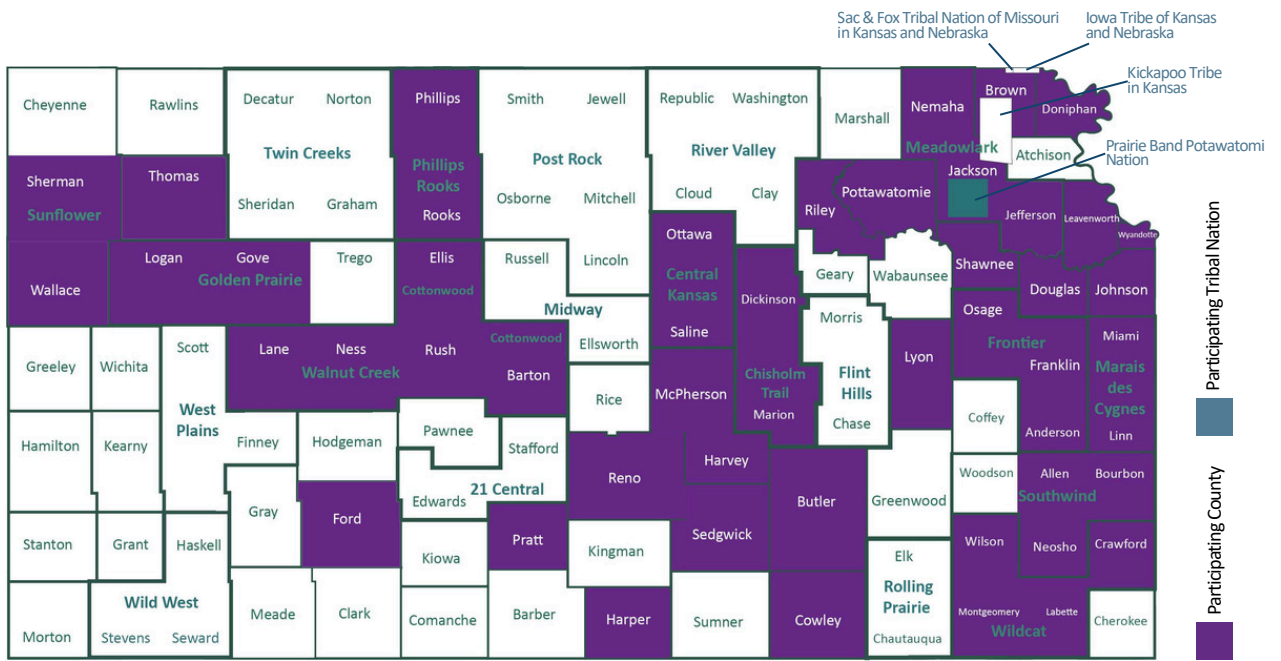 Sac & Fox Tribal Nation of Missouri
in Kansas and Nebraska
Iowa Tribe of Kansas
and Nebraska
Kickapoo Tribe
in Kansas
Prairie Band Potawatomi
Nation
Cheyenne
Rawlins
Decatur
Norton
Twin Creeks
Sheridan
Graham
Phillips
Phillips
Rooks
Rooks
Smith
Jewell
Post Rock
Osborne
Mitchell
Lincoln
Republic
Washington
River Valley
Cloud
Clay
Marshall
Nemaha
Brown
Doniphan
Meadowlark
Atchison
Jackson
Sherman
Sunflower
Thomas
Wallace
Logan
Gove
Golden Prairie
Trego
Ellis
Cottonwood
Russell
Midway
Ellsworth
Ottawa
Central
Kansas
Saline
Dickinson
Chisholm
Trail
Marion
Riley
Pottawatomie
Geary
Wabaunsee
Shawnee
Jefferson
Leavenworth
Wyandotte
Douglas
Johnson
Greeley
Wichita
Scott
West
Plains
Finney
Lane
Ness
Walnut Creek
Rush
Cottonwood
Barton
Rice
McPherson
Morris
Flint
Hills
Chase
Lyon
Osage
Frontier
Franklin
Anderson
Coffey
Miami
Marais
des
Cygnes
Linn
Hamilton
Kearny
Hodgeman
Pawnee
Stafford
Edwards
21 Central
Reno
Harvey
Sedgwick
Butler
Greenwood
Woodson
Allen
Bourbon
Southwind
Neosho
Crawford
Wilson
Stanton
Grant
Haskell
Gray
Ford
Kiowa
Pratt
Kingman
Elk
Rolling
Prairie
Chautauqua
Morton
Wild West
Stevens
Seward
Meade
Clark
Comanche
Barber
Harper
Sumner
Cowley
Montgeomery
Labette
Wildcat
Cherokee
Participating Tribal Nation
Participating County